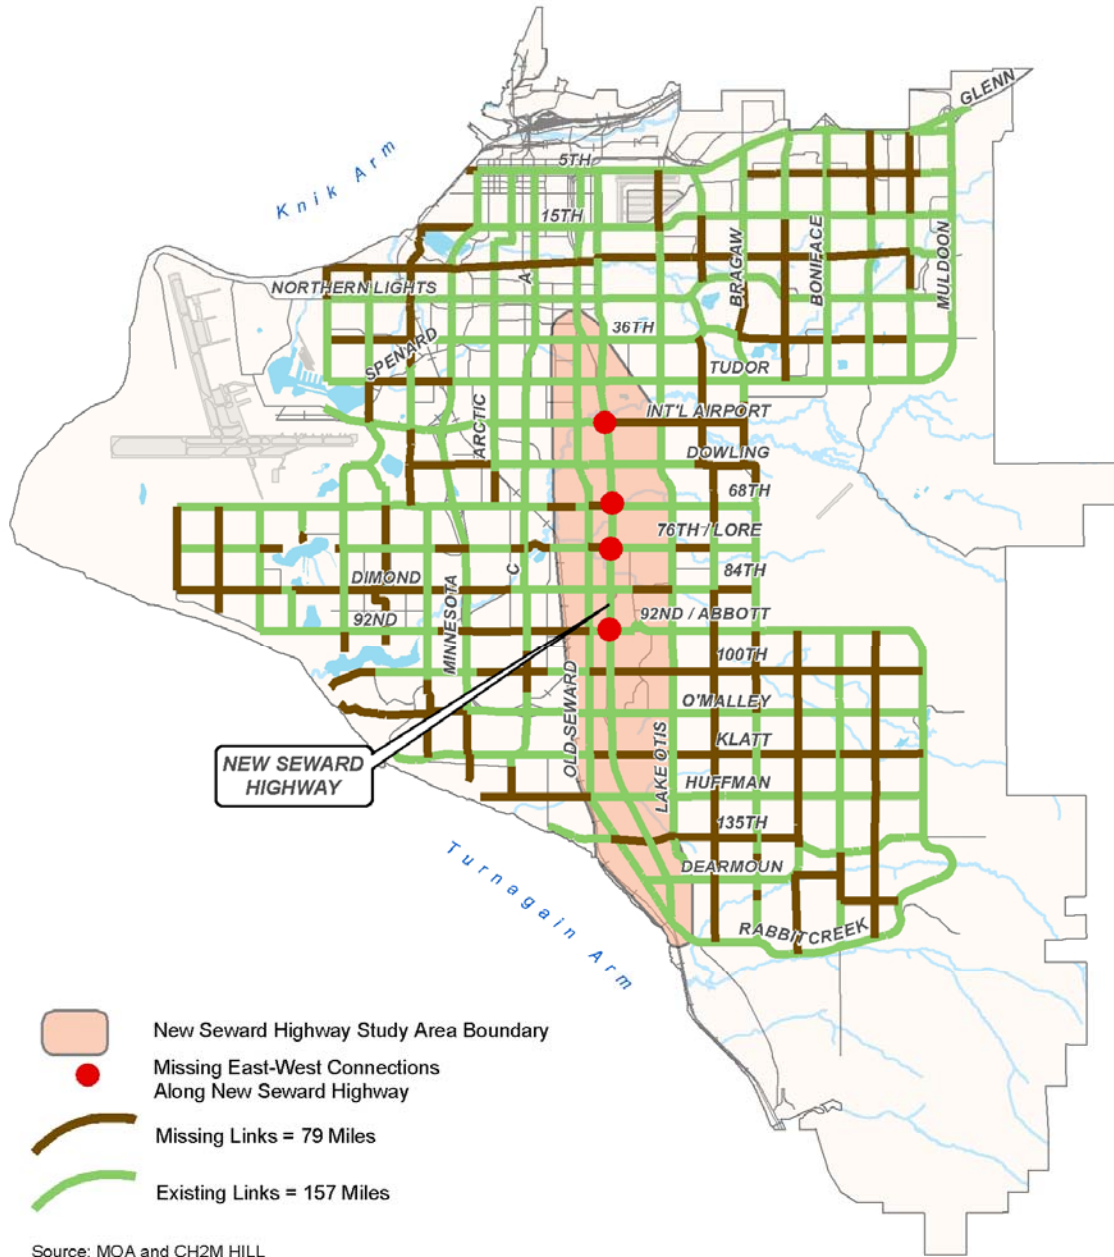 GLENN
Knik Arm
5TH
15TH
BRAGAW
BONIFACE
MULDOON
A
NORTHERN LIGHTS
36TH
SPENARD
TUDOR
ARCTIC
INT'L AIRPORT
DOWLING
68TH
76TH / LORE
C
84TH
DIMOND
MINNESOTA
92ND
92ND / ABBOTT
100TH
OLD SEWARD
O'MALLEY
LAKE OTIS
KLATT
NEW SEWARD
HIGHWAY
HUFFMAN
135TH
DEARMOUN
Turnagain Arm
RABBITCREEK
New Seward Highway Study Area Boundary
Missing East-West Connections
Along New Seward Highway
Missing Links = 79 Miles
Existing Links = 157 Miles
Source: MOA and CH2M HILL